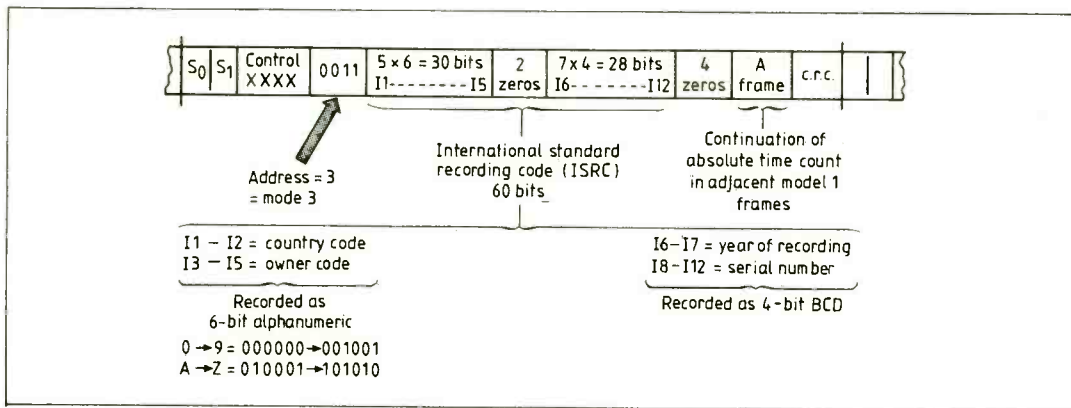 S0 S1 Control XXXX 0011 5 x 6 = 30 bits I1--------I5 2 zeros 7 x 4 = 28 bits I6-------I12 4 zeros A frame c.r.c.
Address = 3
= mode 3
International standard
recording code (ISRC)
60 bits
Continuation of
absolute time count
in adjacent model 1
frames
I1 – I2 = country code
I3 – I5 = owner code
Recorded as
6-bit alphanumeric
0 → 9 = 000000 → 001001
A → Z = 010001 → 101010
I6–I7 = year of recording
I8–I12 = serial number
Recorded as 4-bit BCD